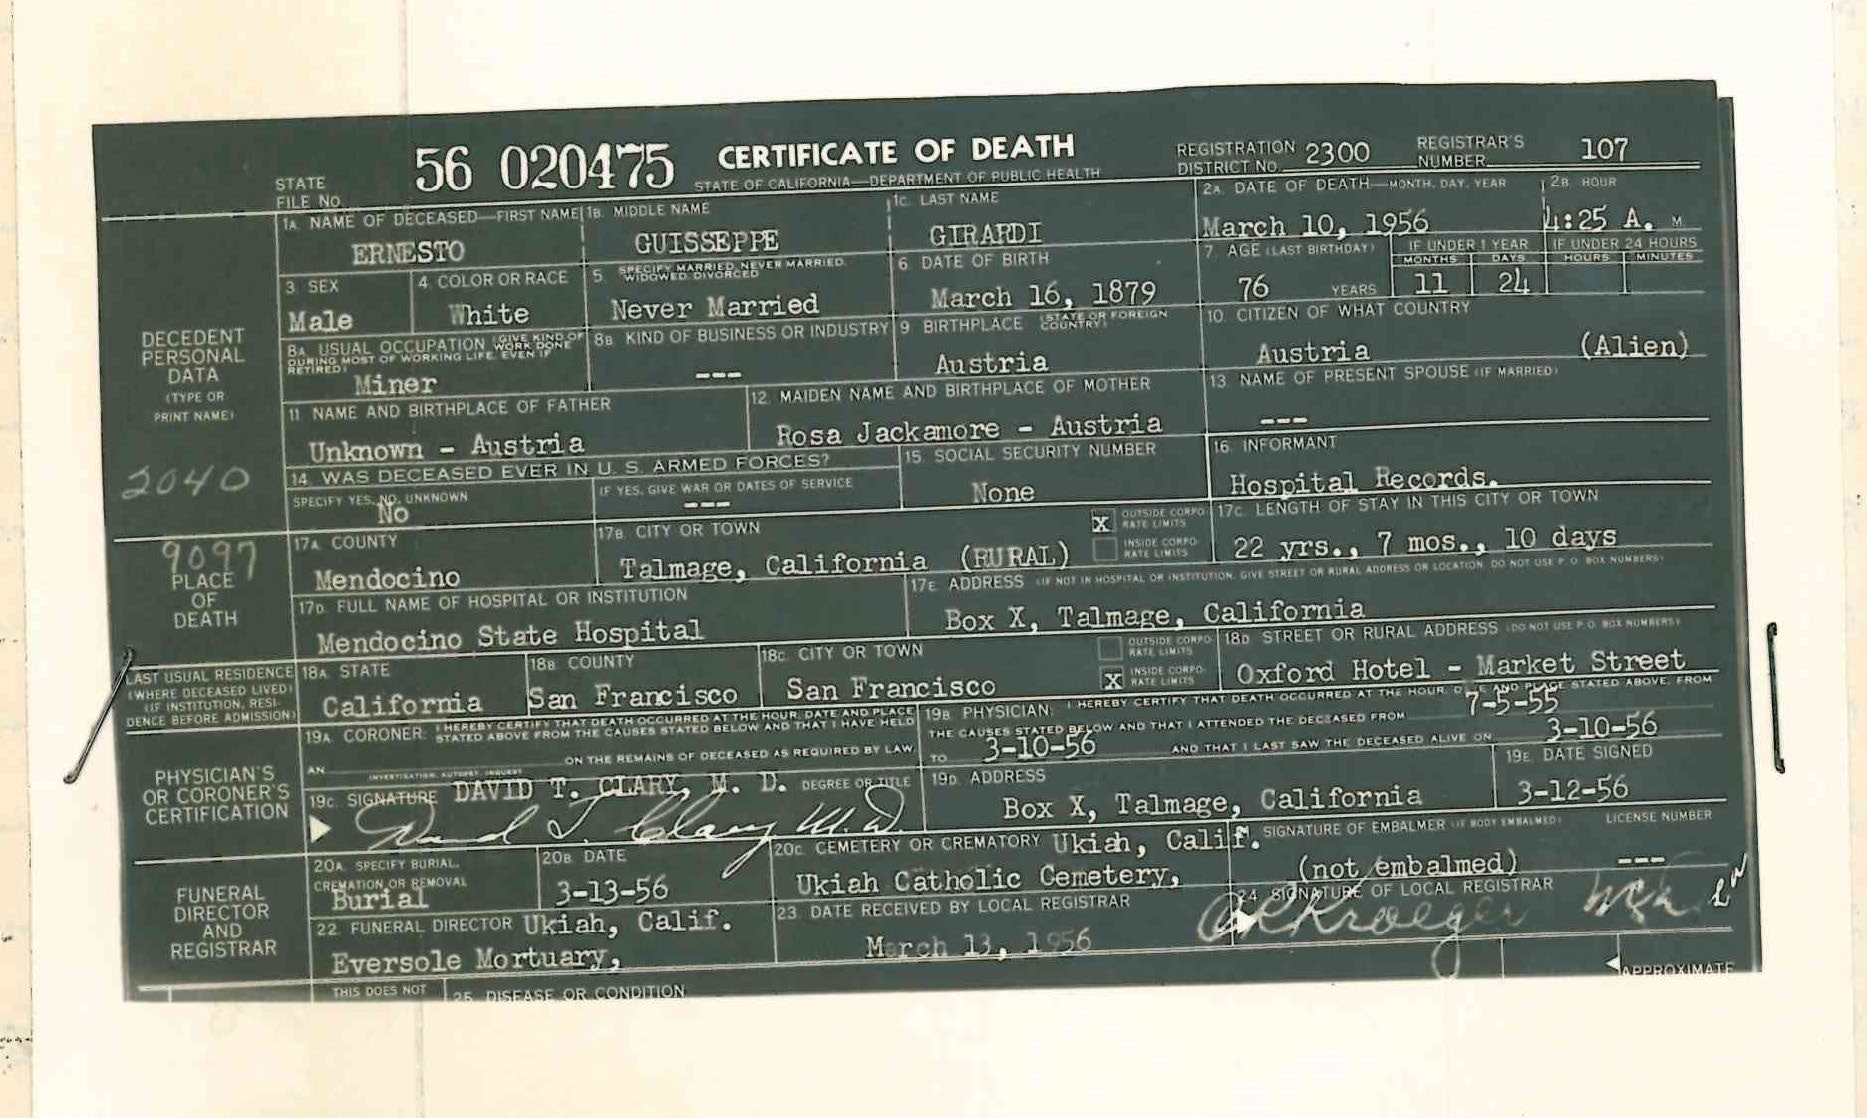 STATE FILE No. 56 020475 CERTIFICATE OF DEATH REGISTRATION DISTRICT NO. 2300 REGISTRAR'S NUMBER 107
STATE OF CALIFORNIA—DEPARTMENT OF PUBLIC HEALTH
1A. NAME OF DECEASED—FIRST NAME 1B. MIDDLE NAME 1C. LAST NAME 2A. DATE OF DEATH—MONTH, DAY, YEAR 2B. HOUR
ERNESTO GUISSEPPE GIRARDI March 10, 1956 4:25 A. M
3 SEX 4 COLOR OR RACE 5. SPECIFY MARRIED, NEVER MARRIED, WIDOWED, DIVORCED 6. DATE OF BIRTH 7. AGE (LAST BIRTHDAY) IF UNDER 1 YEAR IF UNDER 24 HOURS
MONTHS DAYS HOURS MINUTES
Male White Never Married March 16, 1879 76 YEARS 11 24
DECEDENT PERSONAL DATA (TYPE OR PRINT NAME)
8A. USUAL OCCUPATION (GIVE KIND OF WORK DONE DURING MOST OF WORKING LIFE, EVEN IF RETIRED) 8B. KIND OF BUSINESS OR INDUSTRY 9 BIRTHPLACE (STATE OR FOREIGN COUNTRY) 10. CITIZEN OF WHAT COUNTRY
Miner --- Austria Austria (Alien)
11 NAME AND BIRTHPLACE OF FATHER 12. MAIDEN NAME AND BIRTHPLACE OF MOTHER 13 NAME OF PRESENT SPOUSE (IF MARRIED)
Unknown - Austria Rosa Jackamore - Austria ---
2040
14. WAS DECEASED EVER IN U. S. ARMED FORCES? 15. SOCIAL SECURITY NUMBER 16. INFORMANT
SPECIFY YES, NO, UNKNOWN IF YES, GIVE WAR OR DATES OF SERVICE
No --- None Hospital Records.
9097
PLACE OF DEATH
17A. COUNTY 17B. CITY OR TOWN X OUTSIDE CORPORATE LIMITS INSIDE CORPORATE LIMITS 17C. LENGTH OF STAY IN THIS CITY OR TOWN
Mendocino Talmage, California (RURAL) 22 yrs., 7 mos., 10 days
17D. FULL NAME OF HOSPITAL OR INSTITUTION 17E. ADDRESS (IF NOT IN HOSPITAL OR INSTITUTION, GIVE STREET OR RURAL ADDRESS OR LOCATION. DO NOT USE P. O. BOX NUMBERS)
Mendocino State Hospital Box X, Talmage, California
LAST USUAL RESIDENCE (WHERE DECEASED LIVED) (IF INSTITUTION, RESIDENCE BEFORE ADMISSION)
18A. STATE 18B. COUNTY 18C. CITY OR TOWN OUTSIDE CORPORATE LIMITS X INSIDE CORPORATE LIMITS 18D. STREET OR RURAL ADDRESS (DO NOT USE P. O. BOX NUMBERS)
California San Francisco San Francisco Oxford Hotel - Market Street
PHYSICIAN'S OR CORONER'S CERTIFICATION
19A. CORONER: I HEREBY CERTIFY THAT DEATH OCCURRED AT THE HOUR, DATE AND PLACE STATED ABOVE FROM THE CAUSES STATED BELOW AND THAT I HAVE HELD
AN INVESTIGATION, AUTOPSY, INQUEST ON THE REMAINS OF DECEASED AS REQUIRED BY LAW.
19B. PHYSICIAN: I HEREBY CERTIFY THAT DEATH OCCURRED AT THE HOUR, DATE AND PLACE STATED ABOVE, FROM
THE CAUSES STATED BELOW AND THAT I ATTENDED THE DECEASED FROM 7-5-55
TO 3-10-56 AND THAT I LAST SAW THE DECEASED ALIVE ON 3-10-56
19C. SIGNATURE DAVID T. CLARY, M. D. DEGREE OR TITLE 19D. ADDRESS 19E. DATE SIGNED
David T. Clary M.D. Box X, Talmage, California 3-12-56
FUNERAL DIRECTOR AND REGISTRAR
20A. SPECIFY BURIAL, CREMATION OR REMOVAL 20B. DATE 20C. CEMETERY OR CREMATORY Ukiah, Calif. SIGNATURE OF EMBALMER (IF BODY EMBALMED) LICENSE NUMBER
Burial 3-13-56 Ukiah Catholic Cemetery, (not embalmed) ---
22. FUNERAL DIRECTOR Ukiah, Calif. 23. DATE RECEIVED BY LOCAL REGISTRAR 24. SIGNATURE OF LOCAL REGISTRAR
Eversole Mortuary, March 13, 1956
THIS DOES NOT 25. DISEASE OR CONDITION APPROXIMATE